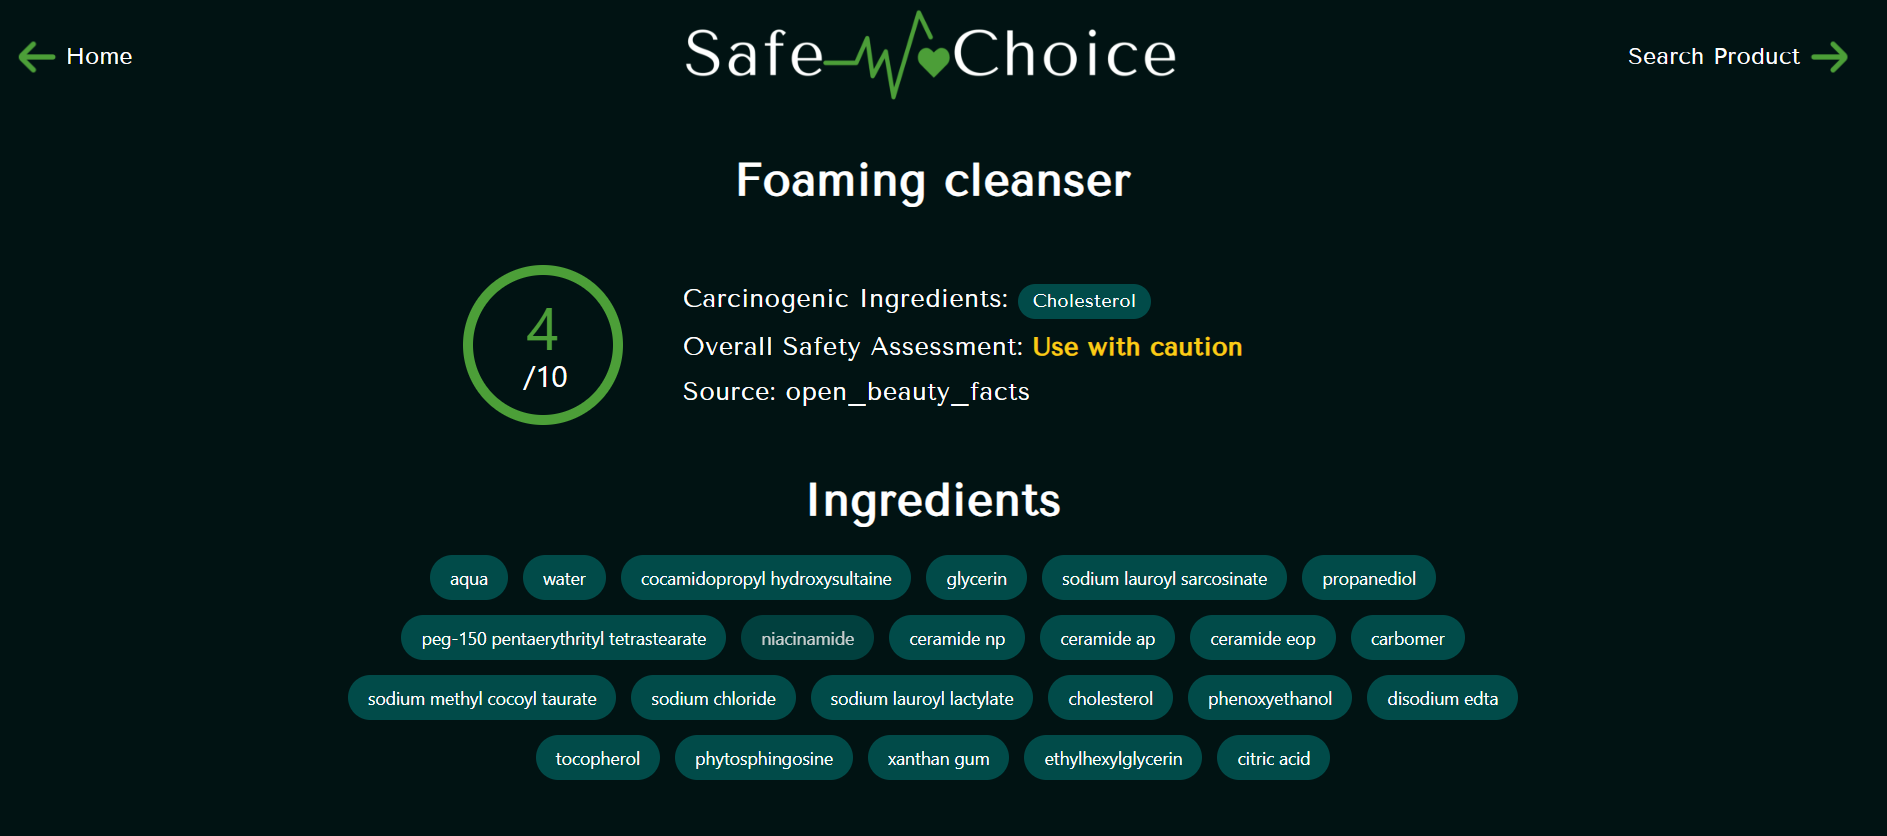 Home
Safe Choice
Search Product
Foaming cleanser
4
/10
Carcinogenic Ingredients: Cholesterol
Overall Safety Assessment: Use with caution
Source: open_beauty_facts
Ingredients
aqua water cocamidopropyl hydroxysultaine glycerin sodium lauroyl sarcosinate propanediol
peg-150 pentaerythrityl tetrastearate niacinamide ceramide np ceramide ap ceramide eop carbomer
sodium methyl cocoyl taurate sodium chloride sodium lauroyl lactylate cholesterol phenoxyethanol disodium edta
tocopherol phytosphingosine xanthan gum ethylhexylglycerin citric acid